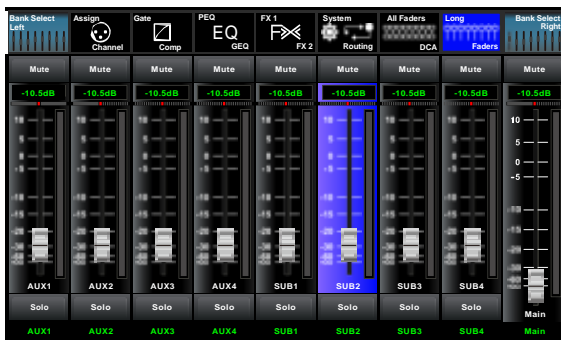 Bank Select
Left
Assign
Channel
Gate
Comp
PEQ
EQ
GEQ
FX 1
FX
FX 2
System
Routing
All Faders
DCA
Long
Faders
Bank Select
Right
Mute Mute Mute Mute Mute Mute Mute Mute Mute
-10.5dB -10.5dB -10.5dB -10.5dB -10.5dB -10.5dB -10.5dB -10.5dB -10.5dB
10
5
0
-5
AUX1 AUX2 AUX3 AUX4 SUB1 SUB2 SUB3 SUB4
Main
Solo Solo Solo Solo Solo Solo Solo Solo
AUX1 AUX2 AUX3 AUX4 SUB1 SUB2 SUB3 SUB4 Main